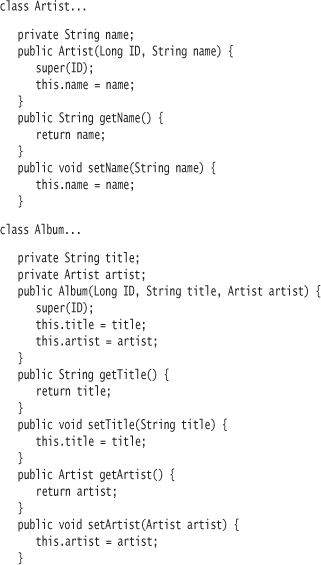 class Artist...
private String name;
public Artist(Long ID, String name) {
super(ID);
this.name = name;
}
public String getName() {
return name;
}
public void setName(String name) {
this.name = name;
}
class Album...
private String title;
private Artist artist;
public Album(Long ID, String title, Artist artist) {
super(ID);
this.title = title;
this.artist = artist;
}
public String getTitle() {
return title;
}
public void setTitle(String title) {
this.title = title;
}
public Artist getArtist() {
return artist;
}
public void setArtist(Artist artist) {
this.artist = artist;
}